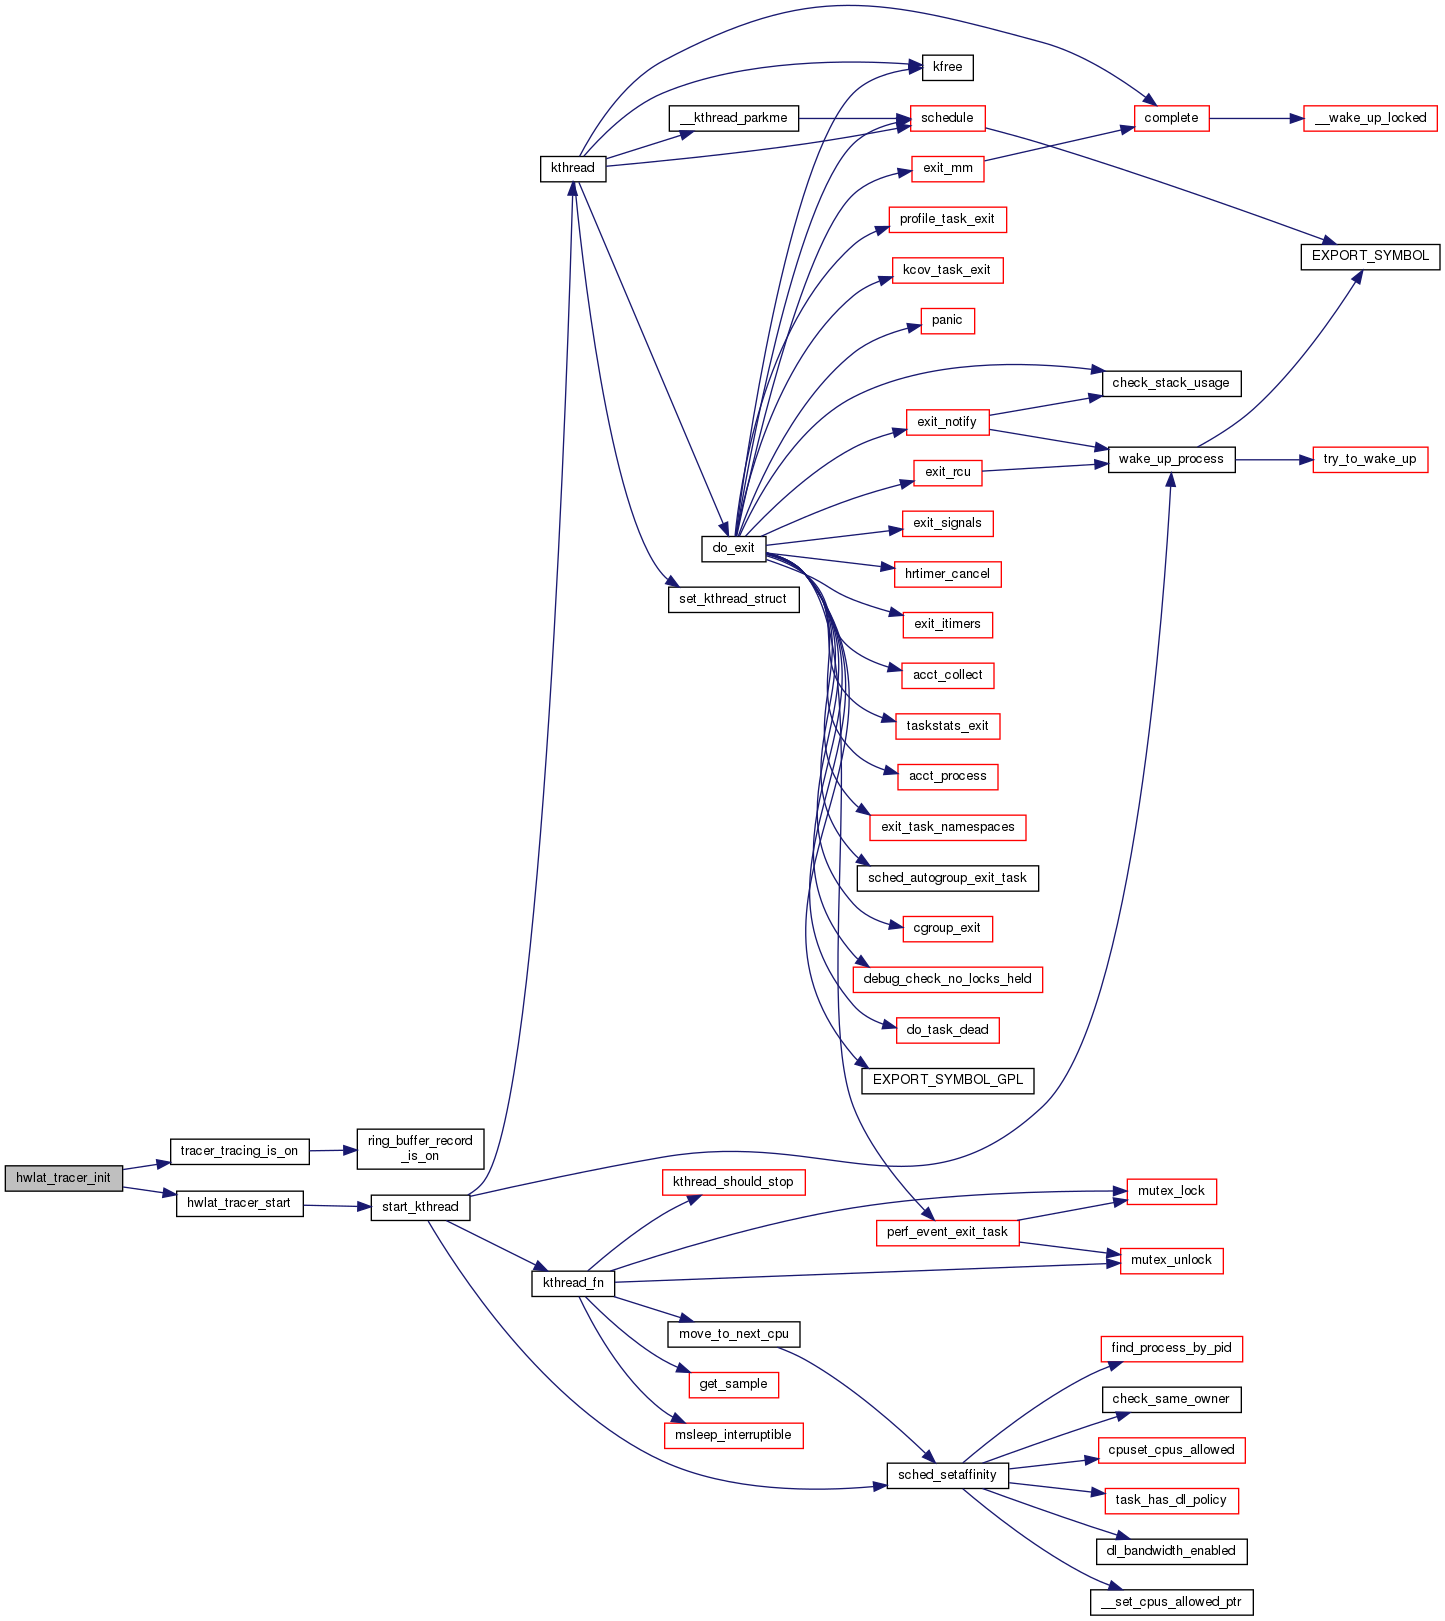 kfree
__kthread_parkme
schedule
complete
__wake_up_locked
kthread
exit_mm
profile_task_exit
EXPORT_SYMBOL
kcov_task_exit
panic
check_stack_usage
exit_notify
wake_up_process
try_to_wake_up
exit_rcu
exit_signals
do_exit
hrtimer_cancel
set_kthread_struct
exit_itimers
acct_collect
taskstats_exit
acct_process
exit_task_namespaces
sched_autogroup_exit_task
cgroup_exit
debug_check_no_locks_held
do_task_dead
EXPORT_SYMBOL_GPL
tracer_tracing_is_on
ring_buffer_record
_is_on
hwlat_tracer_init
hwlat_tracer_start
start_kthread
kthread_should_stop
mutex_lock
perf_event_exit_task
mutex_unlock
kthread_fn
move_to_next_cpu
find_process_by_pid
get_sample
check_same_owner
msleep_interruptible
cpuset_cpus_allowed
sched_setaffinity
task_has_dl_policy
dl_bandwidth_enabled
__set_cpus_allowed_ptr